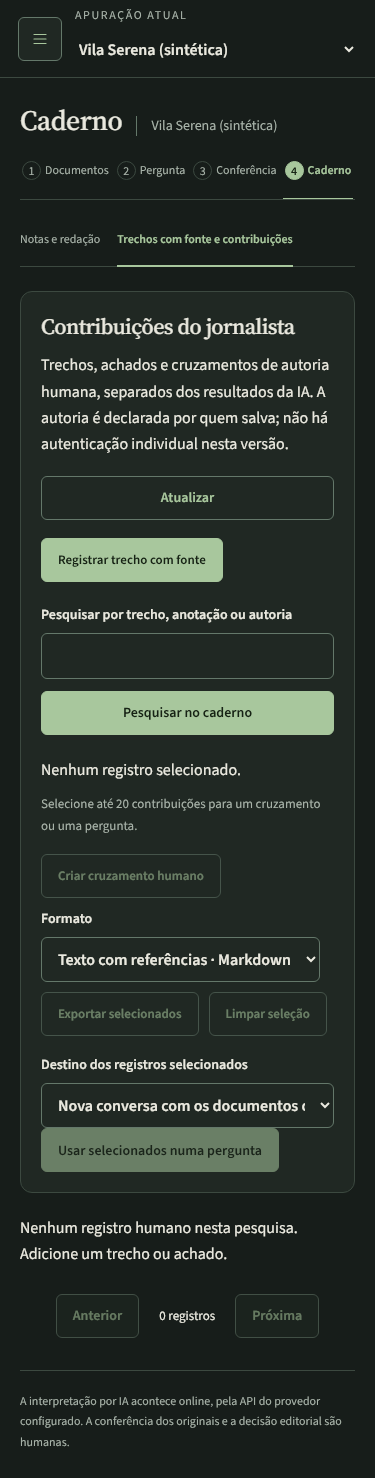 APURAÇÃO ATUAL
Vila Serena (sintética)
Caderno
Vila Serena (sintética)
1 Documentos 2 Pergunta 3 Conferência 4 Caderno
Notas e redação Trechos com fonte e contribuições
Contribuições do jornalista
Trechos, achados e cruzamentos de autoria
humana, separados dos resultados da IA. A
autoria é declarada por quem salva; não há
autenticação individual nesta versão.
Atualizar
Registrar trecho com fonte
Pesquisar por trecho, anotação ou autoria
Pesquisar no caderno
Nenhum registro selecionado.
Selecione até 20 contribuições para um cruzamento
ou uma pergunta.
Criar cruzamento humano
Formato
Texto com referências · Markdown
Exportar selecionados Limpar seleção
Destino dos registros selecionados
Nova conversa com os documentos
Usar selecionados numa pergunta
Nenhum registro humano nesta pesquisa.
Adicione um trecho ou achado.
Anterior 0 registros Próxima
A interpretação por IA acontece online, pela API do provedor
configurado. A conferência dos originais e a decisão editorial são
humanas.